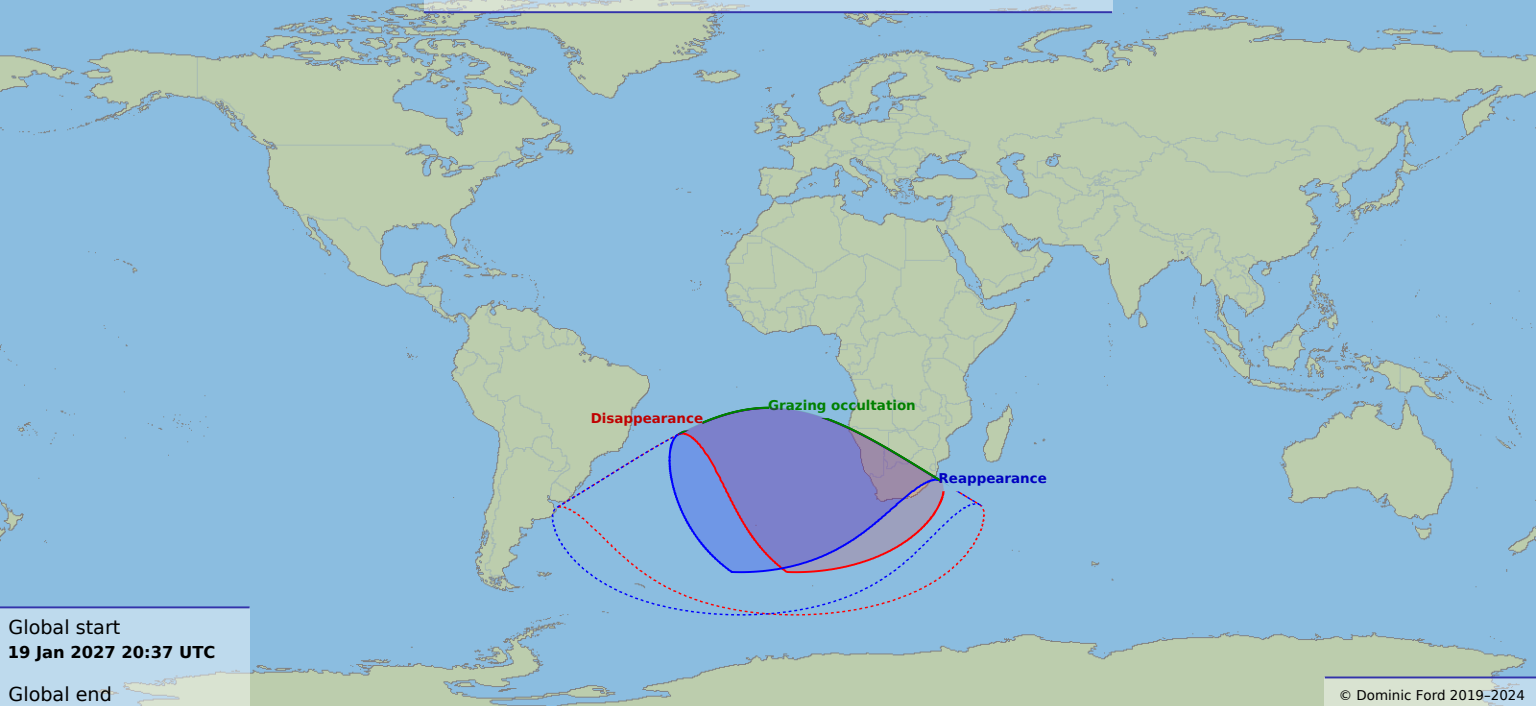 Grazing occultation
Disappearance
Reappearance
Global start
19 Jan 2027 20:37 UTC
Global end
© Dominic Ford 2019–2024